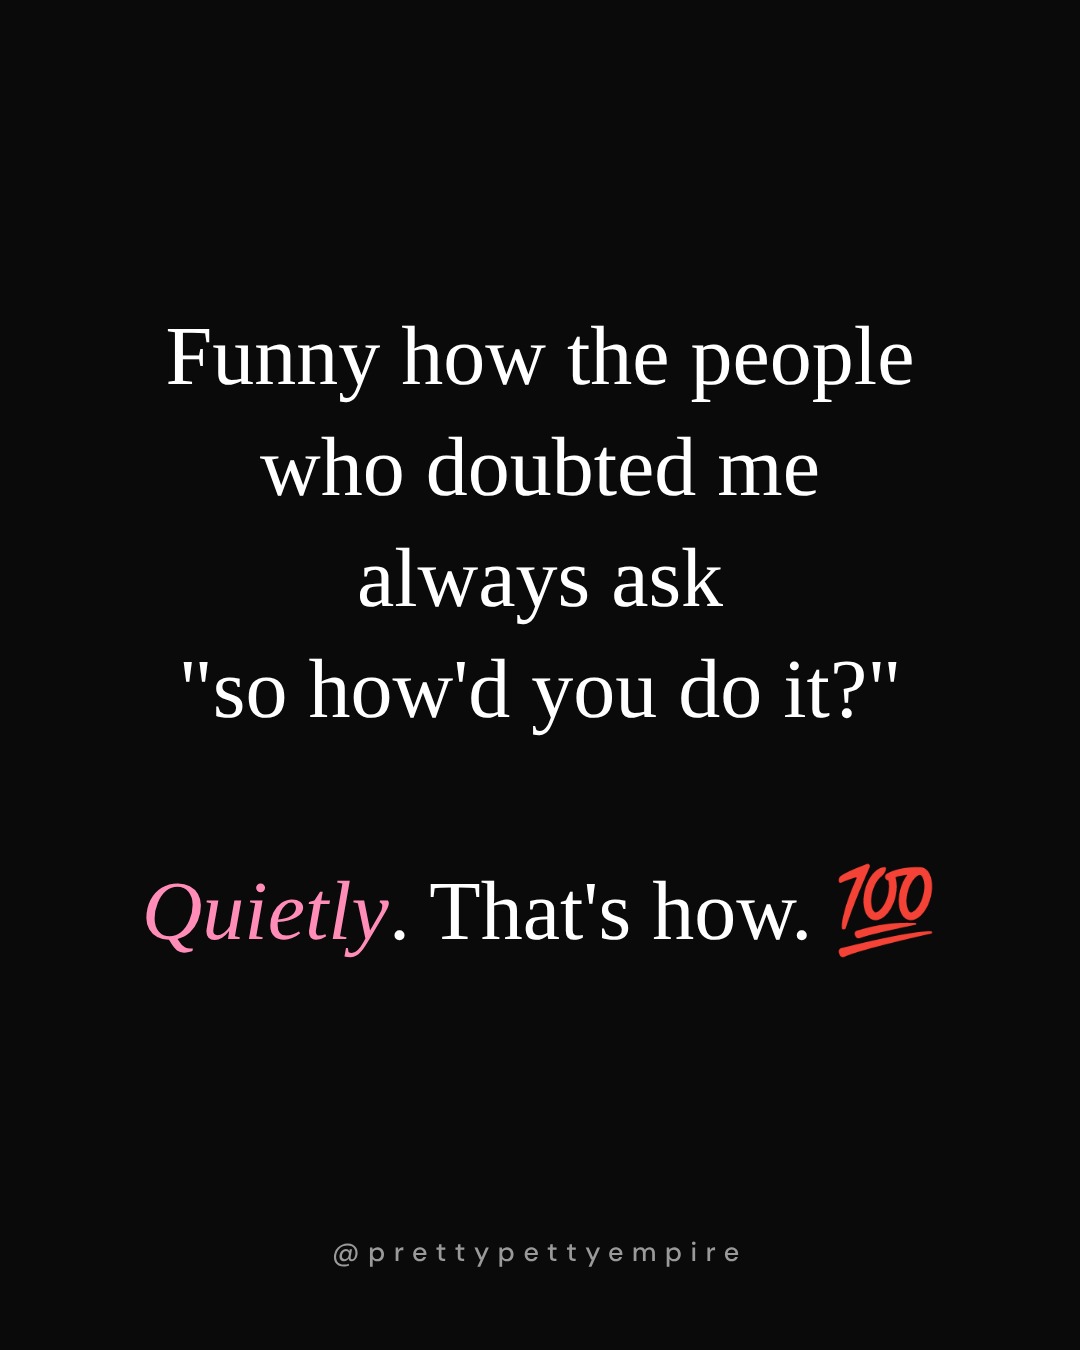 Funny how the people
who doubted me
always ask
"so how'd you do it?"
Quietly. That's how. 💯
@prettypettyempire